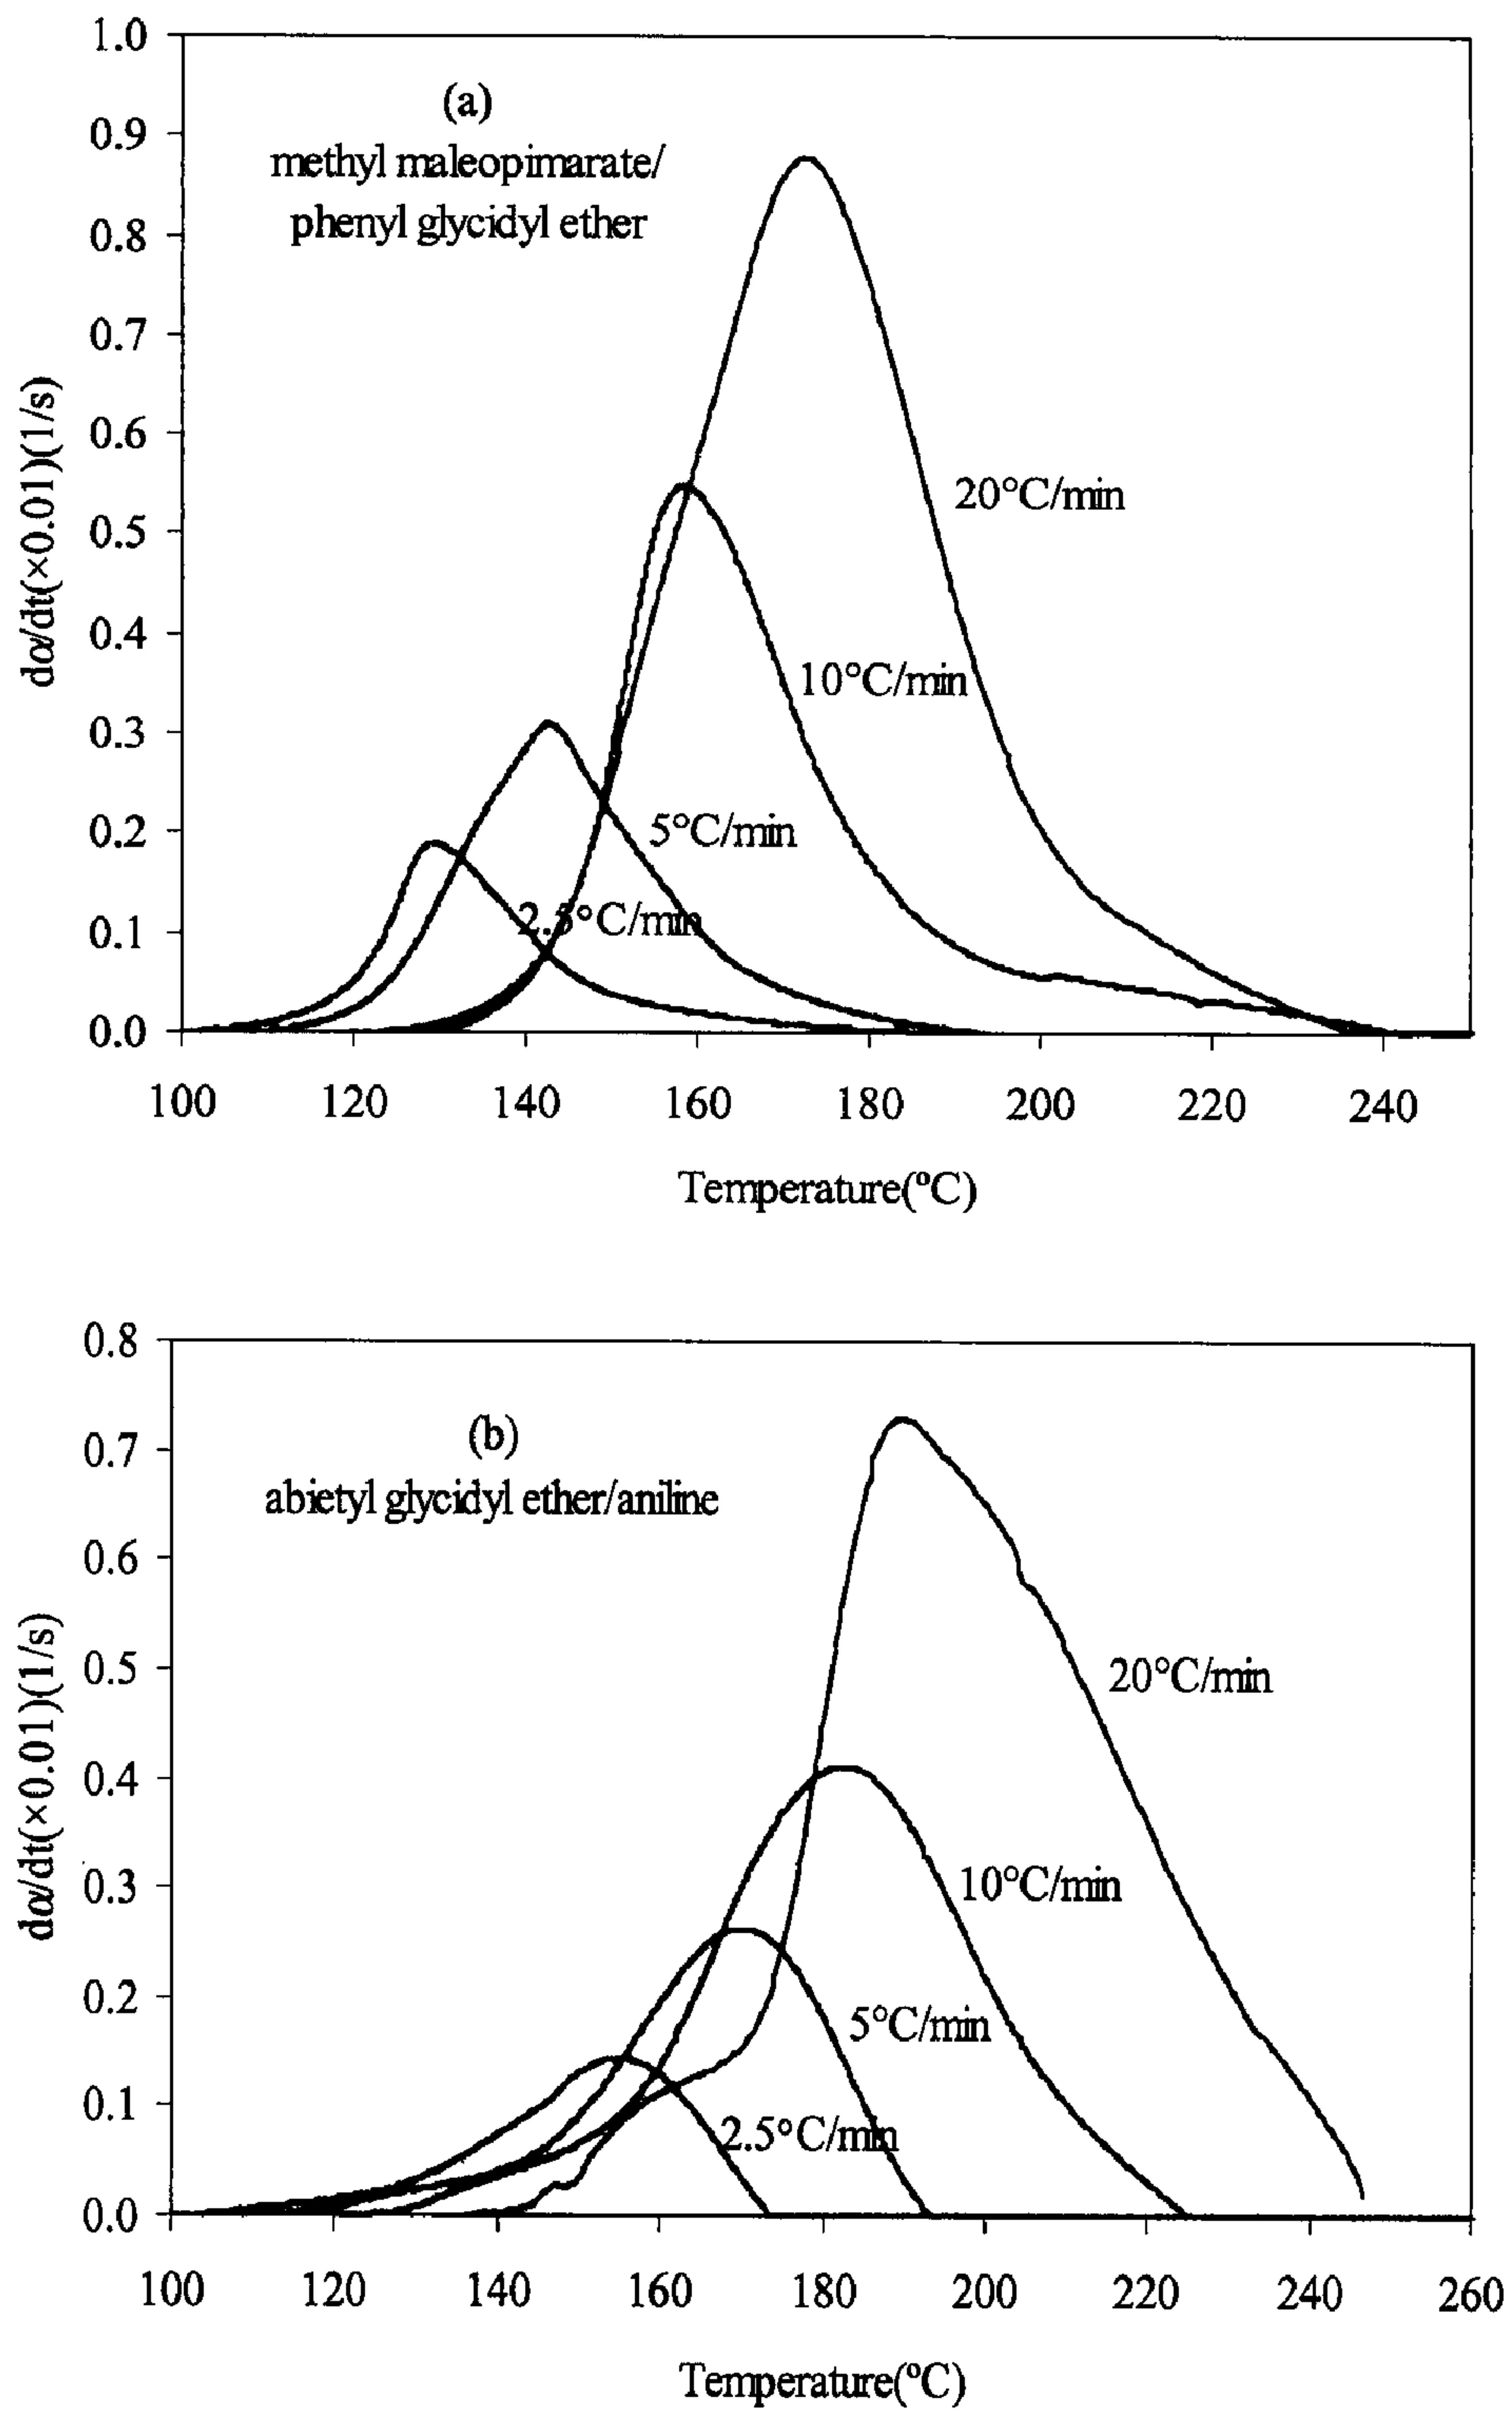 1.0
(a)
0.9
methyl maleopimarate/
phenyl glycidyl ether
0.8
0.7
0.6
20°C/min
0.5
dα/dt(×0.01)(1/s)
0.4
10°C/min
0.3
5°C/min
0.2
2.5°C/min
0.1
0.0
100 120 140 160 180 200 220 240
Temperature(°C)
0.8
(b)
0.7
abietyl glycidyl ether/aniline
0.6
0.5
20°C/min
dα/dt(×0.01)(1/s)
0.4
10°C/min
0.3
0.2
5°C/min
0.1
2.5°C/min
0.0
100 120 140 160 180 200 220 240 260
Temperature(°C)